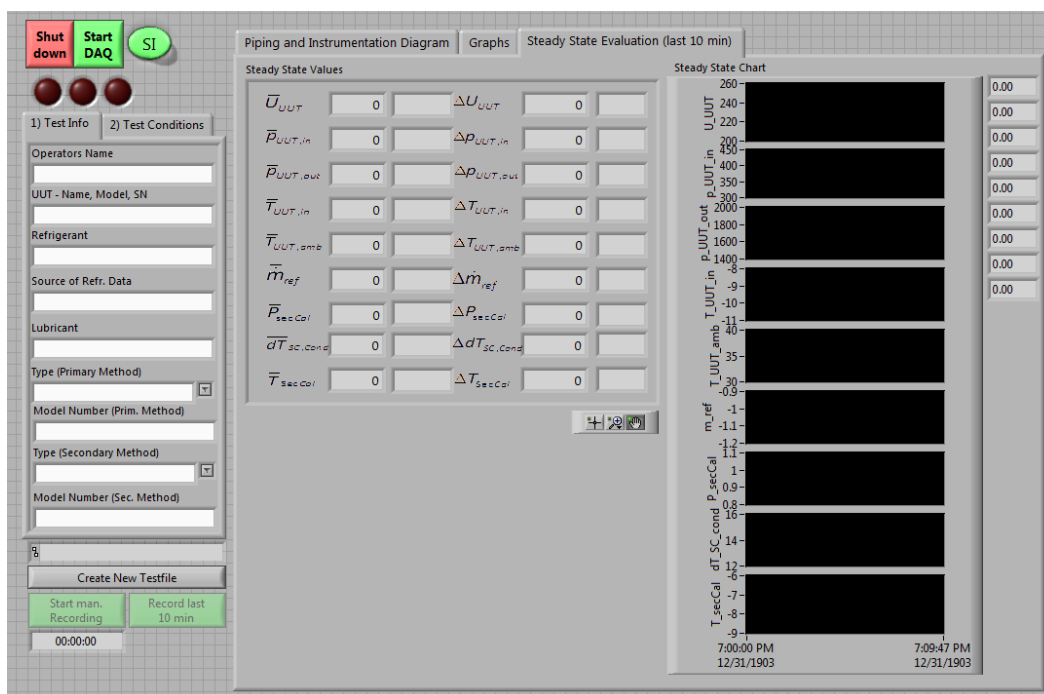 Shut down
Start DAQ
SI
Piping and Instrumentation Diagram
Graphs
Steady State Evaluation (last 10 min)
1) Test Info
2) Test Conditions
Operators Name
UUT - Name, Model, SN
Refrigerant
Source of Refr. Data
Lubricant
Type (Primary Method)
Model Number (Prim. Method)
Type (Secondary Method)
Model Number (Sec. Method)
Create New Testfile
Start man. Recording
Record last 10 min
00:00:00
Steady State Values
U̅_UUT 0 ΔU_UUT 0
p̅_UUT,in 0 Δp_UUT,in 0
p̅_UUT,out 0 Δp_UUT,out 0
T̅_UUT,in 0 ΔT_UUT,in 0
T̅_UUT,amb 0 ΔT_UUT,amb 0
ṁ̅_ref 0 Δṁ_ref 0
P̅_secCal 0 ΔP_secCal 0
d̅T̅_SC,Cond 0 ΔdT_SC,Cond 0
T̅_SecCal 0 ΔT_SecCal 0
Steady State Chart
U_UUT
260
240
220
200
p_UUT_in
450
400
350
300
p_UUT_out
2000
1800
1600
1400
T_UUT_in
-8
-9
-10
-11
T_UUT_amb
40
35
30
m_ref
-0.9
-1
-1.1
-1.2
P_secCal
1.1
1
0.9
0.8
dT_SC_cond
16
14
12
T_secCal
-6
-7
-8
-9
7:00:00 PM
12/31/1903
7:09:47 PM
12/31/1903
0.00
0.00
0.00
0.00
0.00
0.00
0.00
0.00
0.00